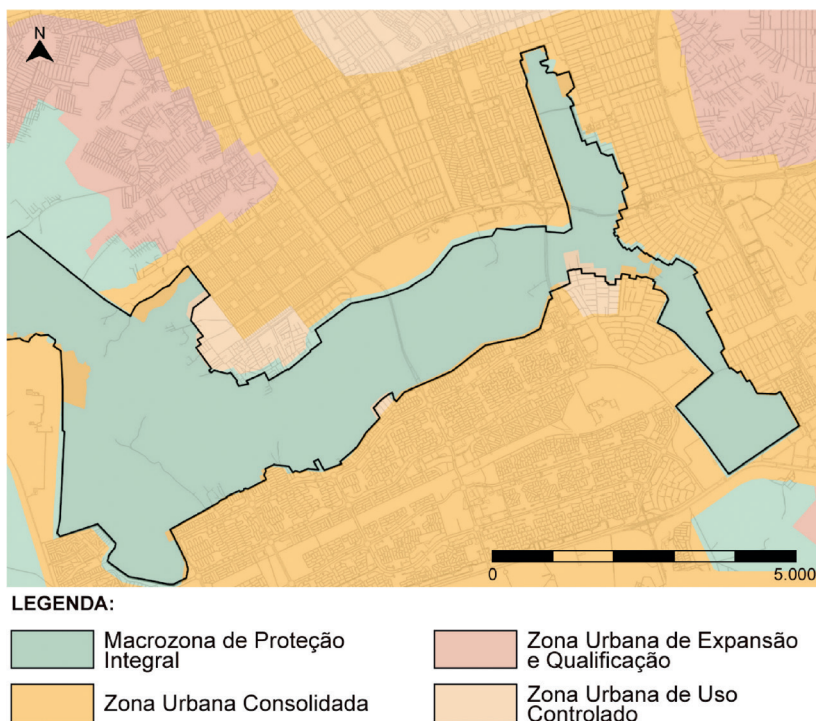 N
0
5.000
LEGENDA:
Macrozona de Proteção
Integral
Zona Urbana Consolidada
Zona Urbana de Expansão
e Qualificação
Zona Urbana de Uso
Controlado